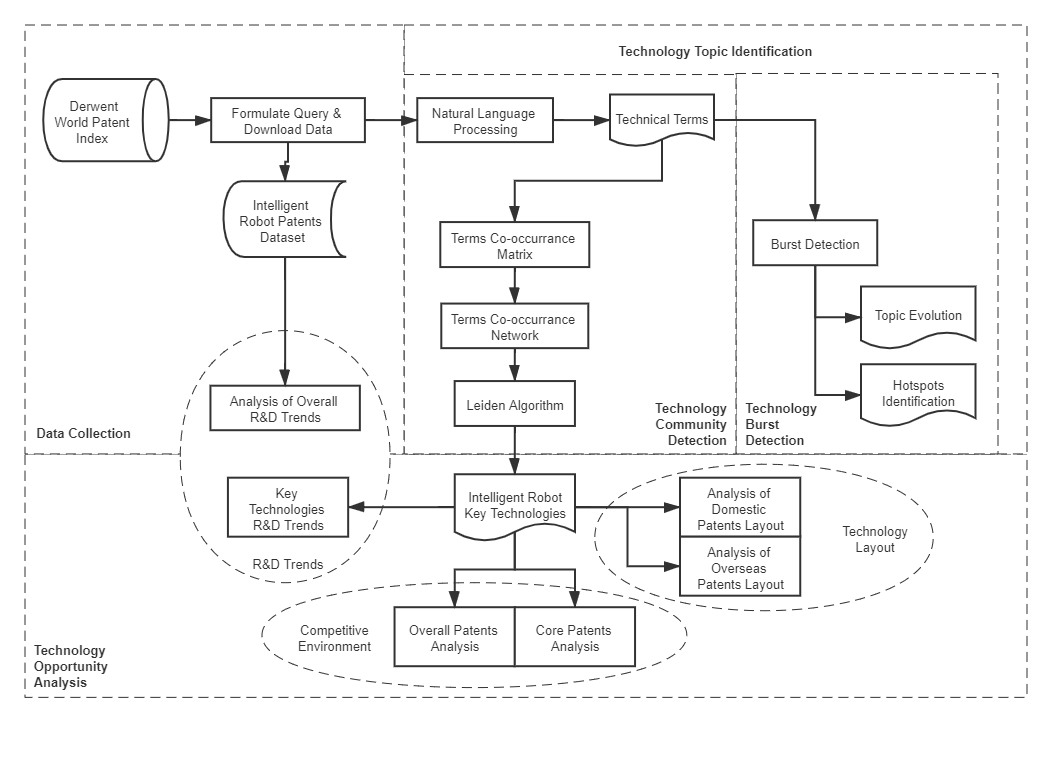 Technology Topic Identification
Derwent
World Patent
Index
Formulate Query &
Download Data
Natural Language
Processing
Technical Terms
Intelligent
Robot Patents
Dataset
Terms Co-occurrance
Matrix
Burst Detection
Terms Co-occurrance
Network
Topic Evolution
Analysis of Overall
R&D Trends
Leiden Algorithm
Hotspots
Identification
Data Collection
Technology
Community
Detection
Technology
Burst
Detection
Key
Technologies
R&D Trends
R&D Trends
Intelligent Robot
Key Technologies
Analysis of
Domestic
Patents Layout
Analysis of
Overseas
Patents Layout
Technology
Layout
Competitive
Environment
Overall Patents
Analysis
Core Patents
Analysis
Technology
Opportunity
Analysis